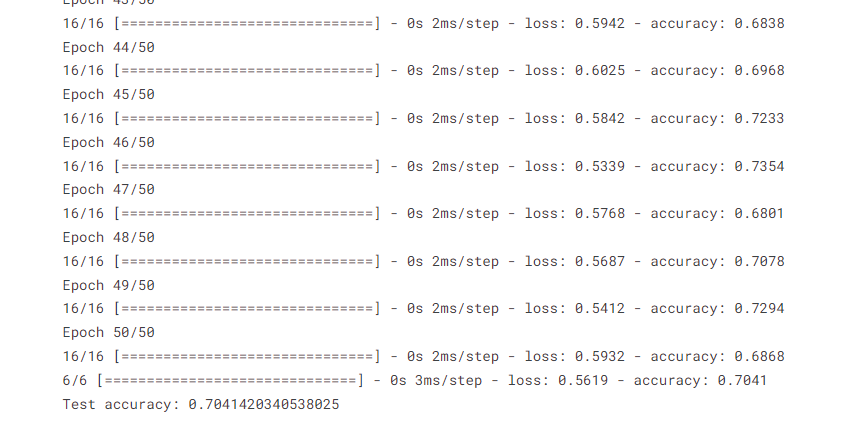 Epoch 43/50
16/16 [==============================] - 0s 2ms/step - loss: 0.5942 - accuracy: 0.6838
Epoch 44/50
16/16 [==============================] - 0s 2ms/step - loss: 0.6025 - accuracy: 0.6968
Epoch 45/50
16/16 [==============================] - 0s 2ms/step - loss: 0.5842 - accuracy: 0.7233
Epoch 46/50
16/16 [==============================] - 0s 2ms/step - loss: 0.5339 - accuracy: 0.7354
Epoch 47/50
16/16 [==============================] - 0s 2ms/step - loss: 0.5768 - accuracy: 0.6801
Epoch 48/50
16/16 [==============================] - 0s 2ms/step - loss: 0.5687 - accuracy: 0.7078
Epoch 49/50
16/16 [==============================] - 0s 2ms/step - loss: 0.5412 - accuracy: 0.7294
Epoch 50/50
16/16 [==============================] - 0s 2ms/step - loss: 0.5932 - accuracy: 0.6868
6/6 [==============================] - 0s 3ms/step - loss: 0.5619 - accuracy: 0.7041
Test accuracy: 0.7041420340538025